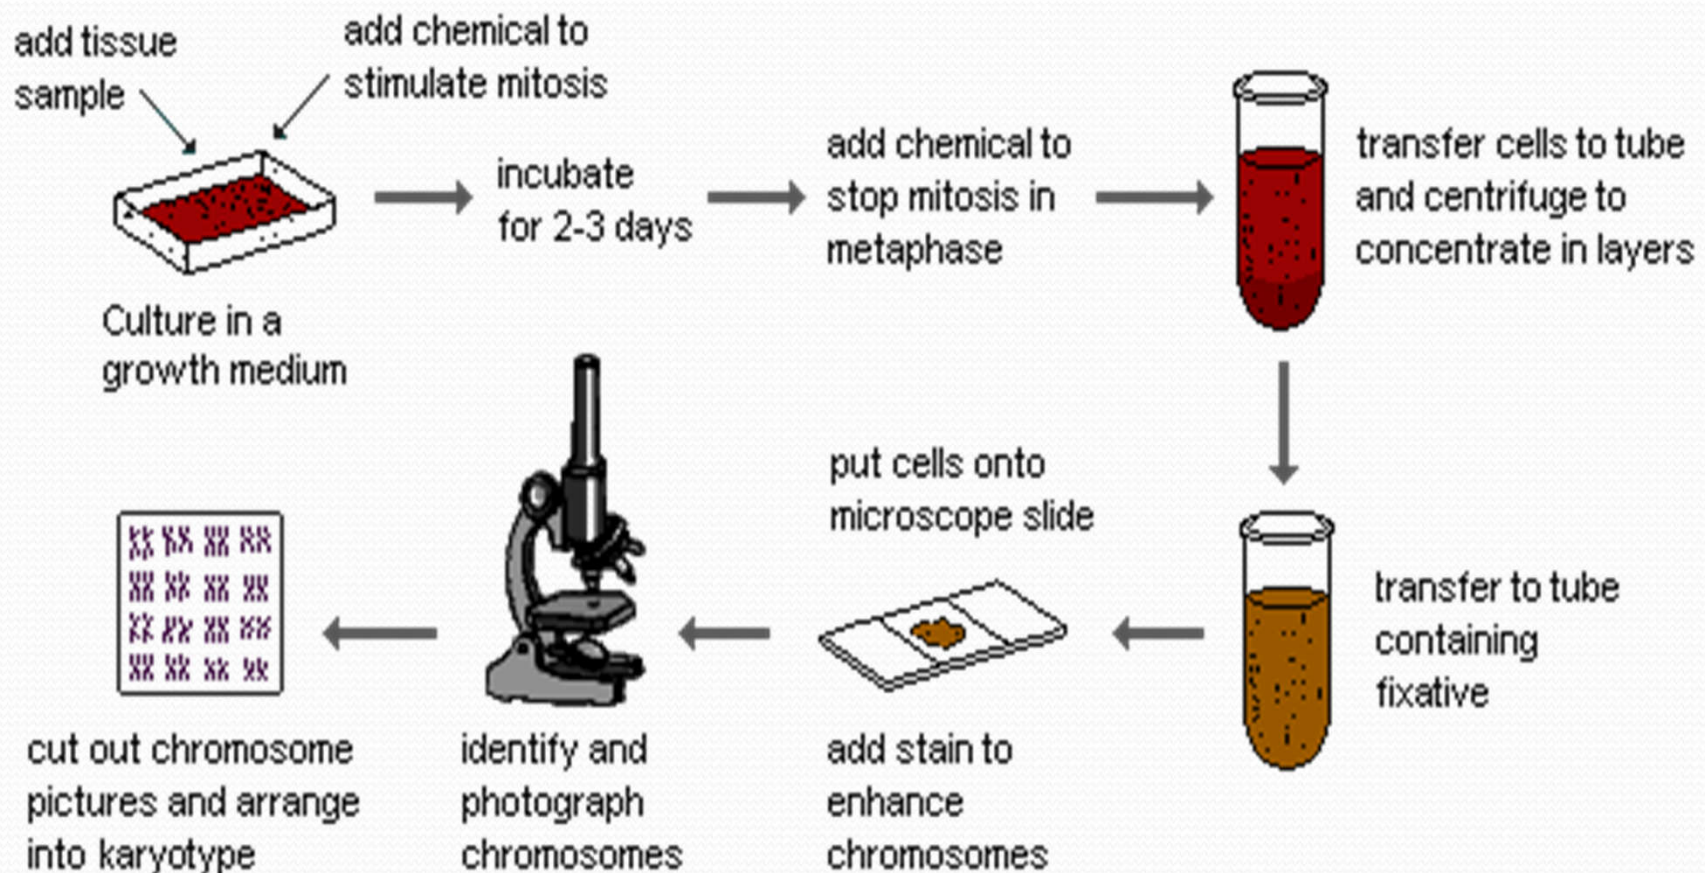 add tissue
sample
add chemical to
stimulate mitosis
Culture in a
growth medium
incubate
for 2-3 days
add chemical to
stop mitosis in
metaphase
transfer cells to tube
and centrifuge to
concentrate in layers
transfer to tube
containing
fixative
put cells onto
microscope slide
add stain to
enhance
chromosomes
identify and
photograph
chromosomes
cut out chromosome
pictures and arrange
into karyotype